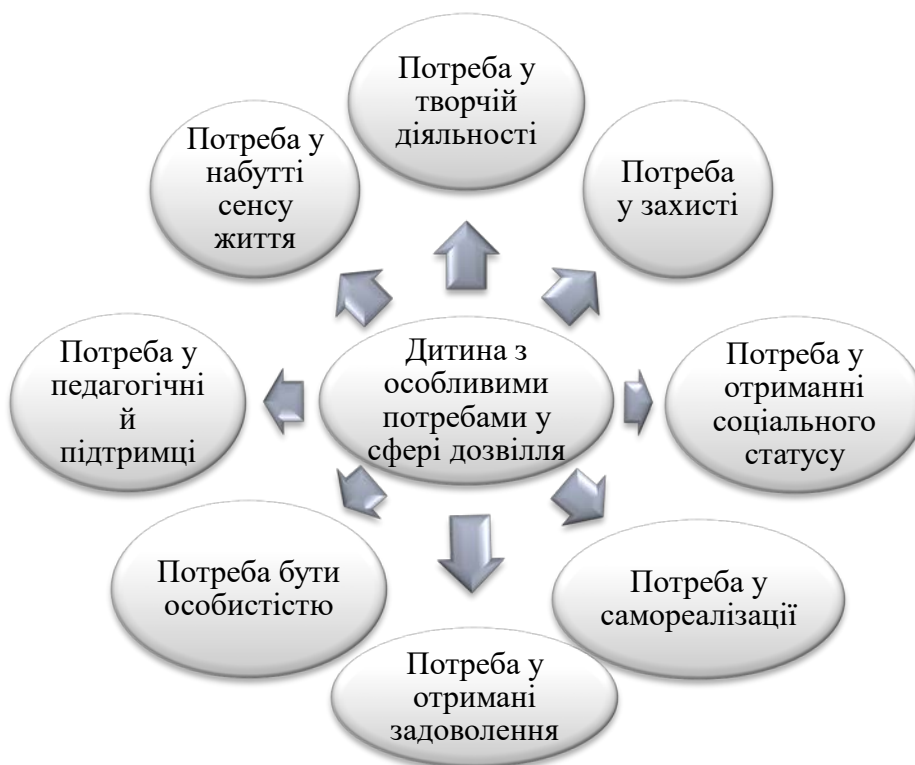 Потреба у
творчій
діяльності
Потреба у
набутті
сенсу
життя
Потреба
у захисті
Потреба у
педагогічні
й
підтримці
Дитина з
особливими
потребами у
сфері дозвілля
Потреба у
отриманні
соціального
статусу
Потреба бути
особистістю
Потреба у
самореалізації
Потреба у
отримані
задоволення